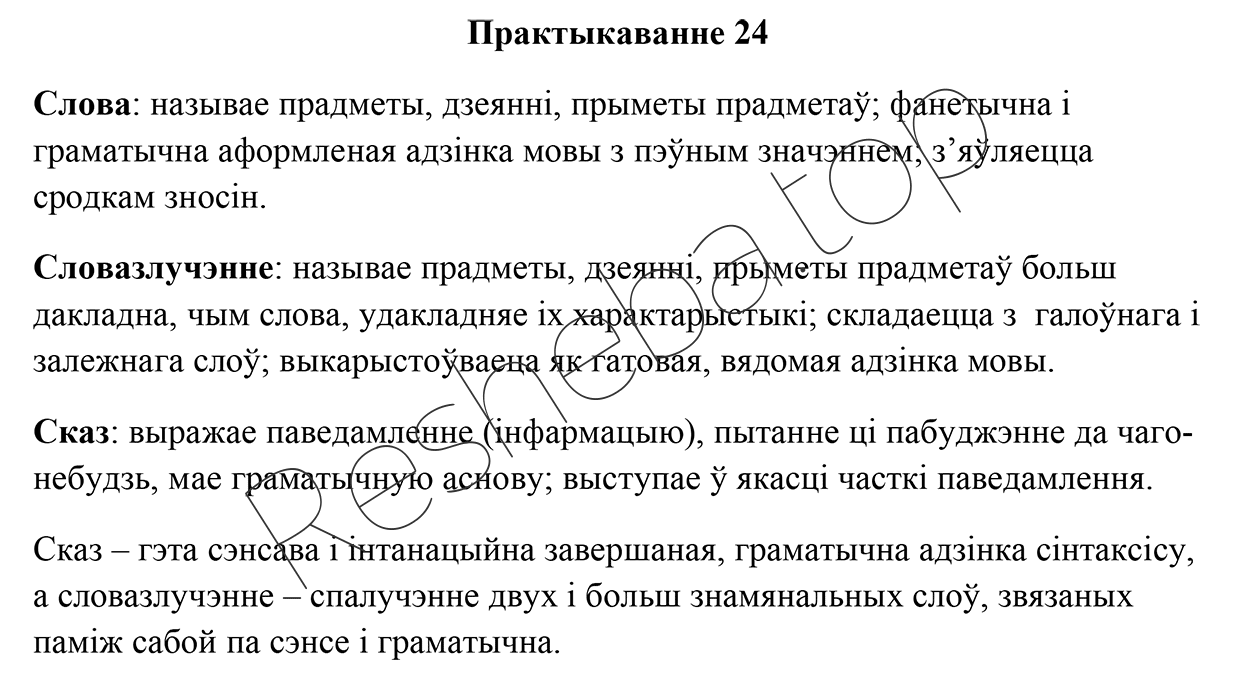 Практыкаванне 24
Слова: называе прадметы, дзеянні, прыметы прадметаў; фанетычна і
граматычна аформленая адзінка мовы з пэўным значэннем; з’яўляецца
сродкам зносін.
Словазлучэнне: называе прадметы, дзеянні, прыметы прадметаў больш
дакладна, чым слова, удакладняе іх характарыстыкі; складаецца з галоўнага і
залежнага слоў; выкарыстоўваеца як гатовая, вядомая адзінка мовы.
Сказ: выражае паведамленне (інфармацыю), пытанне ці пабуджэнне да чаго-
небудзь, мае граматычную аснову; выступае ў якасці часткі паведамлення.
Сказ – гэта сэнсава і інтанацыйна завершаная, граматычна адзінка сінтаксісу,
а словазлучэнне – спалучэнне двух і больш знамянальных слоў, звязаных
паміж сабой па сэнсе і граматычна.
Resheba.top